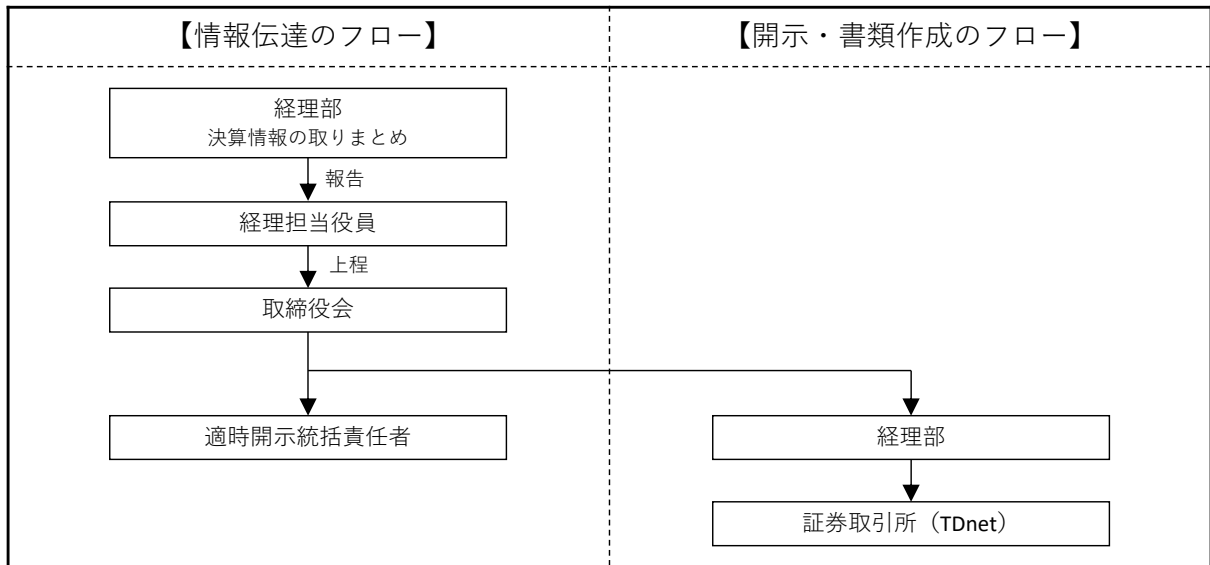 【情報伝達のフロー】
【開示・書類作成のフロー】
経理部
決算情報の取りまとめ
報告
経理担当役員
上程
取締役会
適時開示統括責任者
経理部
証券取引所（TDnet）